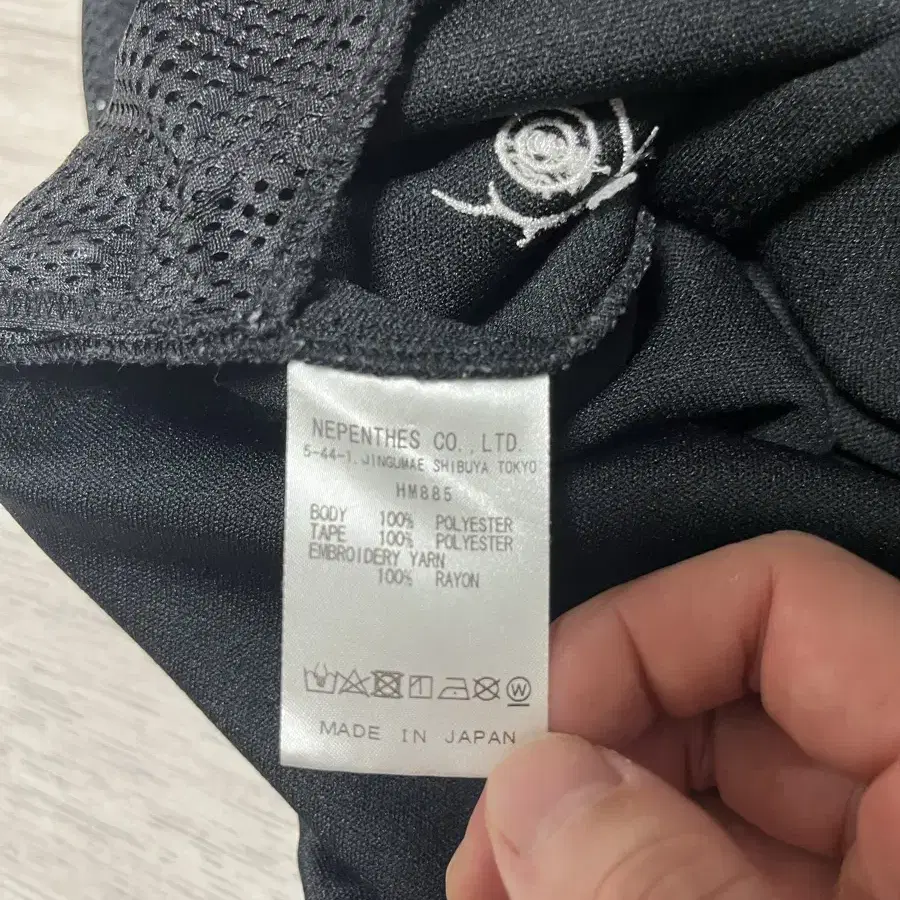 NEPENTHES CO., LTD.
5-44-1, JINGUMAE SHIBUYA TOKYO
HM885
BODY 100% POLYESTER
TAPE 100% POLYESTER
EMBROIDERY YARN
100% RAYON
W
MADE IN JAPAN